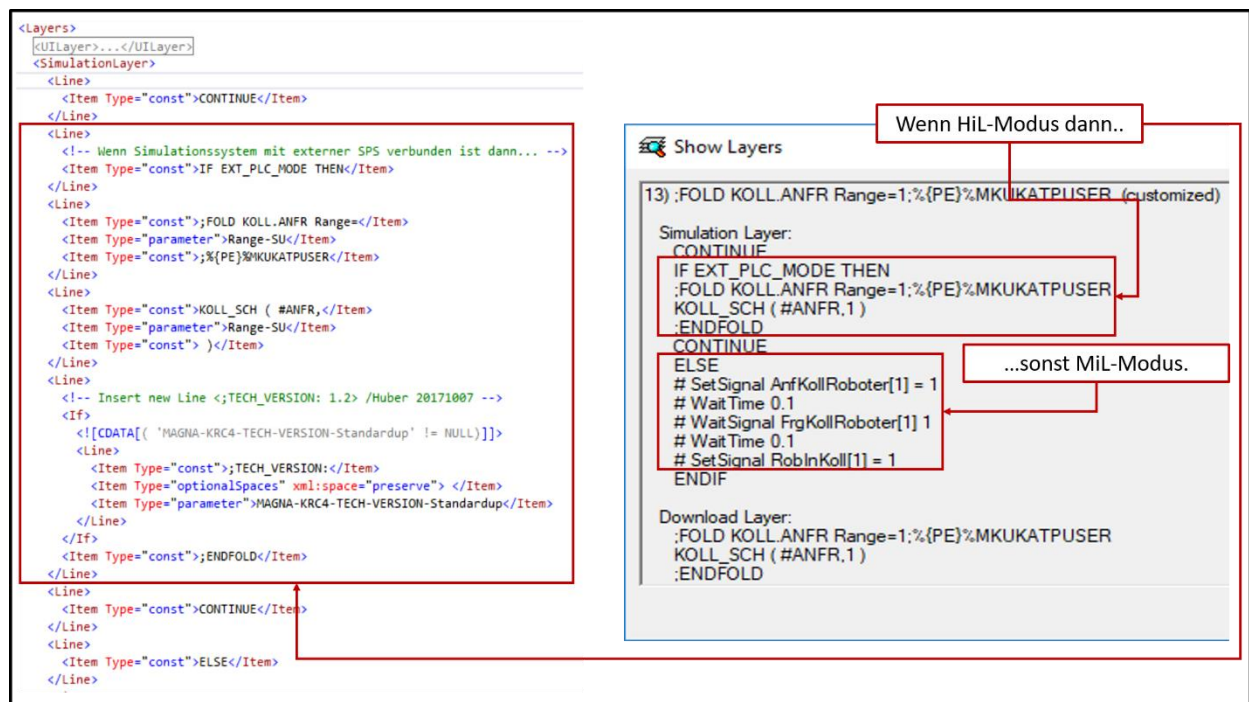 <Layers>
<UILayer>...</UILayer>
<SimulationLayer>
<Line>
<Item Type="const">CONTINUE</Item>
</Line>
<Line>
<!-- Wenn Simulationssystem mit externer SPS verbunden ist dann... -->
<Item Type="const">IF EXT_PLC_MODE THEN</Item>
</Line>
<Line>
<Item Type="const">;FOLD KOLL.ANFR Range=</Item>
<Item Type="parameter">Range-SU</Item>
<Item Type="const">;%{PE}%MKUKATPUSER</Item>
</Line>
<Line>
<Item Type="const">KOLL_SCH ( #ANFR,</Item>
<Item Type="parameter">Range-SU</Item>
<Item Type="const"> )</Item>
</Line>
<Line>
<!-- Insert new Line <;TECH_VERSION: 1.2> /Huber 20171007 -->
<If>
<![CDATA[( 'MAGNA-KRC4-TECH-VERSION-Standardup' != NULL)]]>
<Line>
<Item Type="const">;TECH_VERSION:</Item>
<Item Type="optionalSpaces" xml:space="preserve"> </Item>
<Item Type="parameter">MAGNA-KRC4-TECH-VERSION-Standardup</Item>
</Line>
</If>
<Item Type="const">;ENDFOLD</Item>
</Line>
<Line>
<Item Type="const">CONTINUE</Item>
</Line>
<Line>
<Item Type="const">ELSE</Item>
</Line>
Wenn HiL-Modus dann..
Show Layers
13) ;FOLD KOLL.ANFR Range=1;%{PE}%MKUKATPUSER (customized)
Simulation Layer:
CONTINUE
IF EXT_PLC_MODE THEN
;FOLD KOLL.ANFR Range=1;%{PE}%MKUKATPUSER
KOLL_SCH ( #ANFR,1 )
;ENDFOLD
CONTINUE
ELSE
...sonst MiL-Modus.
# SetSignal AnfKollRoboter[1] = 1
# WaitTime 0.1
# WaitSignal FrgKollRoboter[1] 1
# WaitTime 0.1
# SetSignal RobInKoll[1] = 1
ENDIF
Download Layer:
;FOLD KOLL.ANFR Range=1;%{PE}%MKUKATPUSER
KOLL_SCH ( #ANFR,1 )
;ENDFOLD